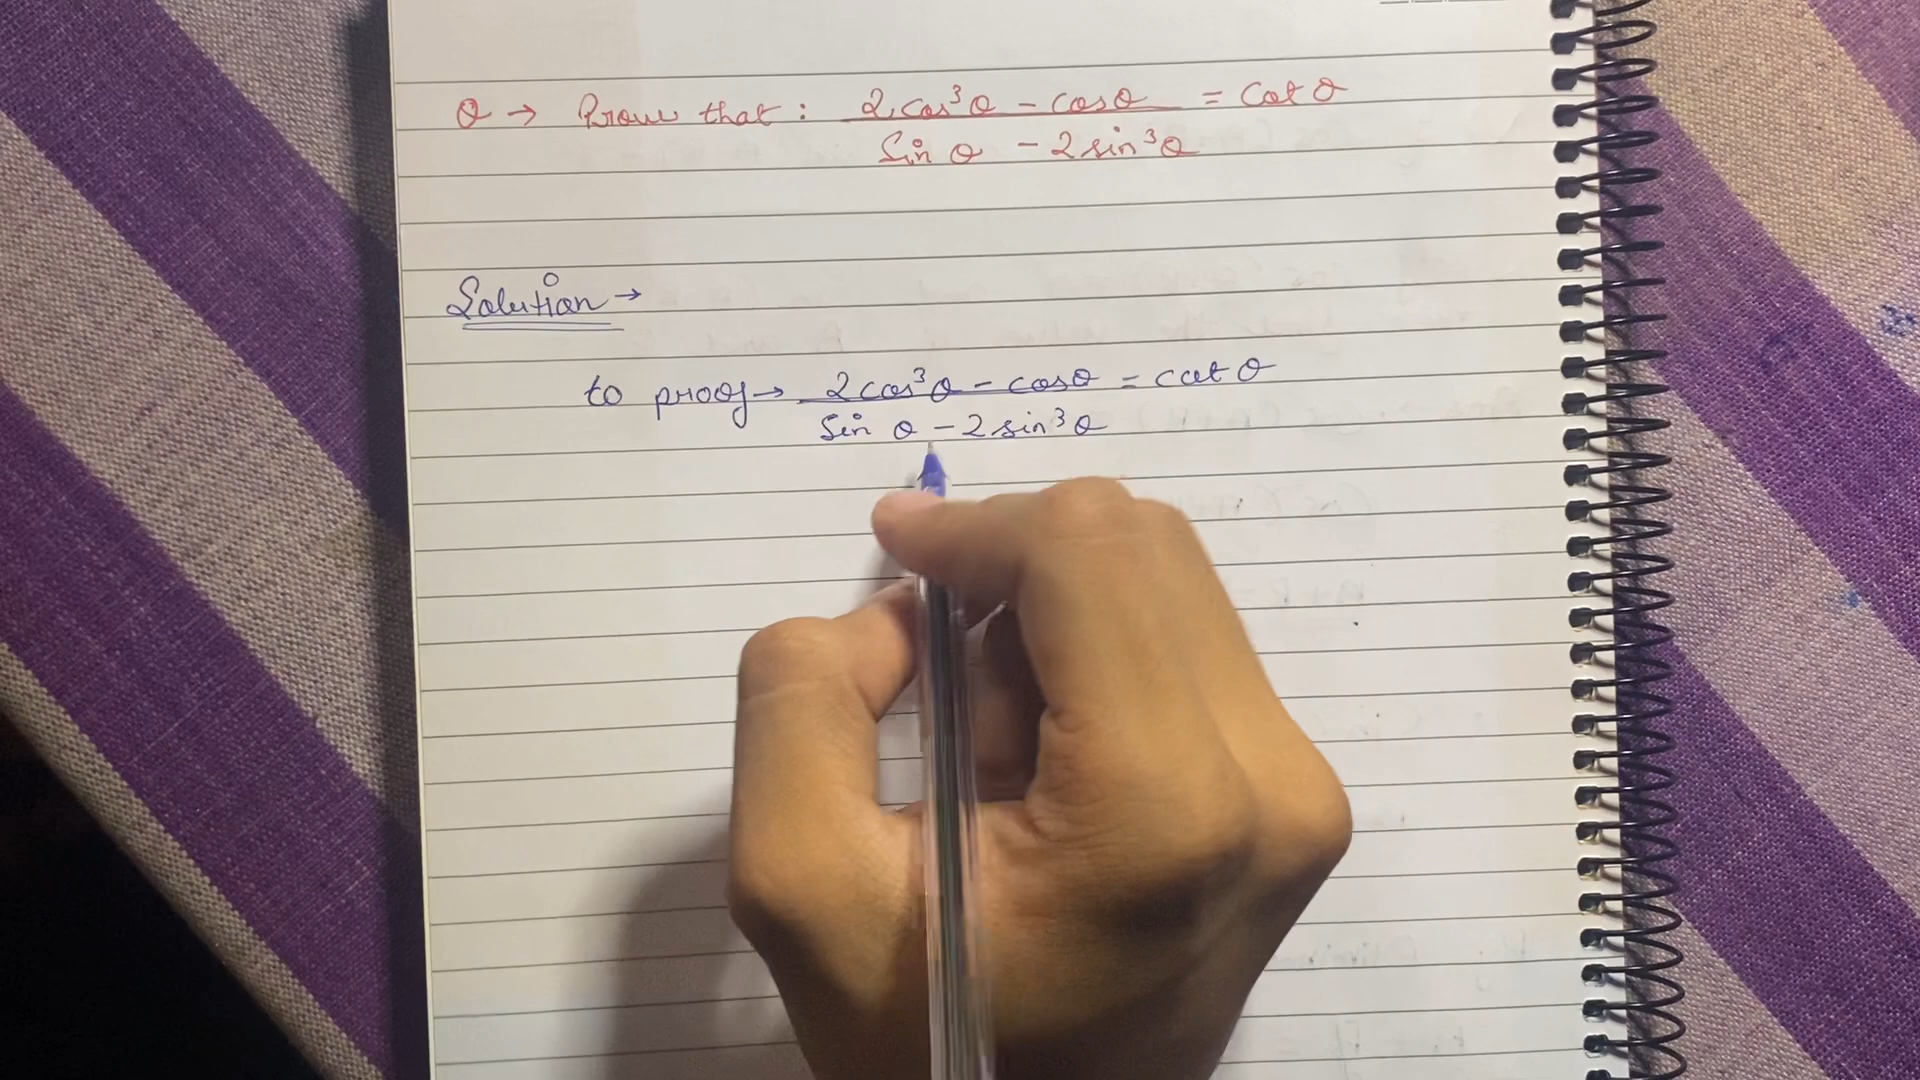 Q → Prove that : 2cos³θ - cosθ = cot θ
Sin θ - 2sin³θ
Solution →
to proof → 2cos³θ - cosθ = cot θ
Sin θ - 2sin³θ